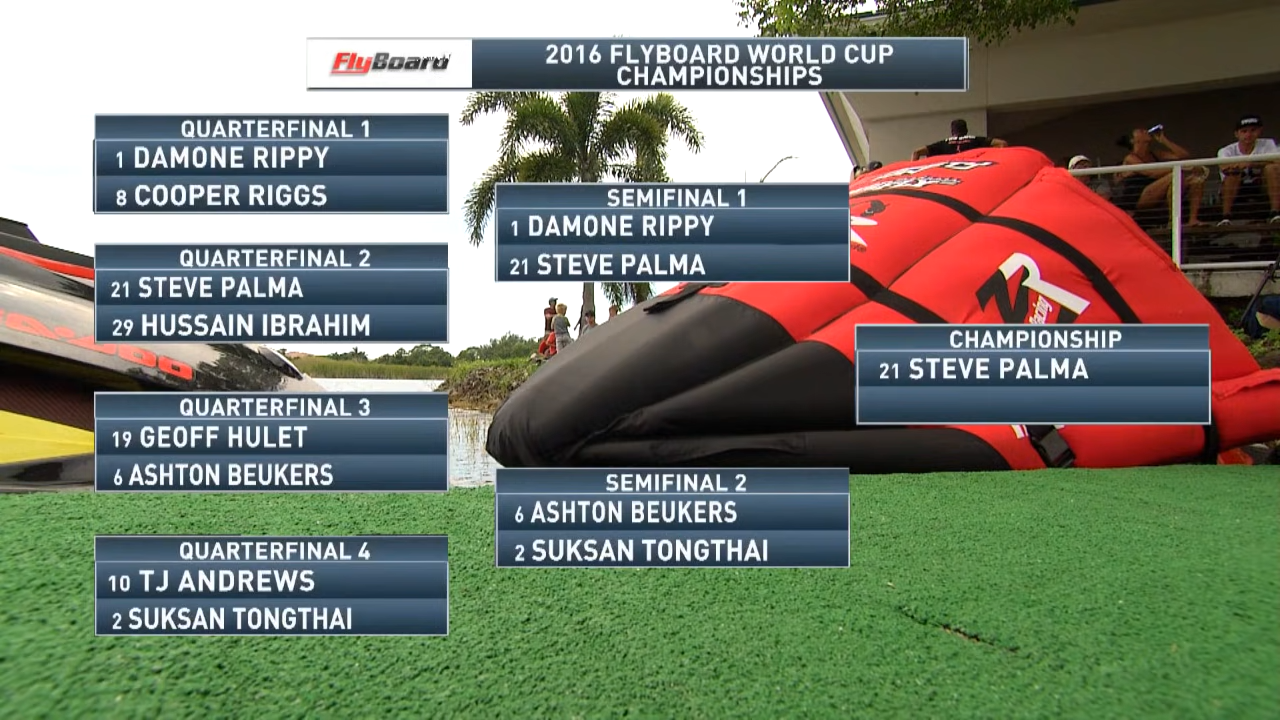 FlyBoard
2016 FLYBOARD WORLD CUP
CHAMPIONSHIPS
QUARTERFINAL 1
1 DAMONE RIPPY
8 COOPER RIGGS
QUARTERFINAL 2
21 STEVE PALMA
29 HUSSAIN IBRAHIM
QUARTERFINAL 3
19 GEOFF HULET
6 ASHTON BEUKERS
QUARTERFINAL 4
10 TJ ANDREWS
2 SUKSAN TONGTHAI
SEMIFINAL 1
1 DAMONE RIPPY
21 STEVE PALMA
SEMIFINAL 2
6 ASHTON BEUKERS
2 SUKSAN TONGTHAI
CHAMPIONSHIP
21 STEVE PALMA
Racing